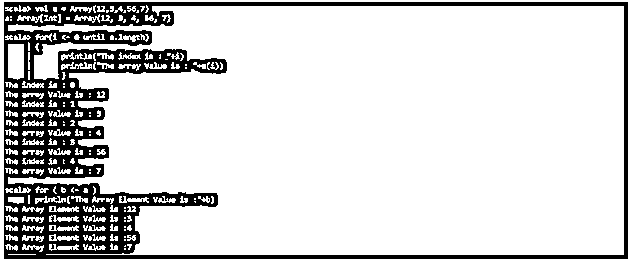 scala> val a = Array(12,3,4,56,7)
a: Array[Int] = Array(12, 3, 4, 56, 7)
scala> for(i <- 0 until a.length)
| {
| println("The index is : "+i)
| println("The array Value is : "+a(i))
| }
The index is : 0
The array Value is : 12
The index is : 1
The array Value is : 3
The index is : 2
The array Value is : 4
The index is : 3
The array Value is : 56
The index is : 4
The array Value is : 7
scala> for ( b <- a )
| println("The Array Element Value is :"+b)
The Array Element Value is :12
The Array Element Value is :3
The Array Element Value is :4
The Array Element Value is :56
The Array Element Value is :7